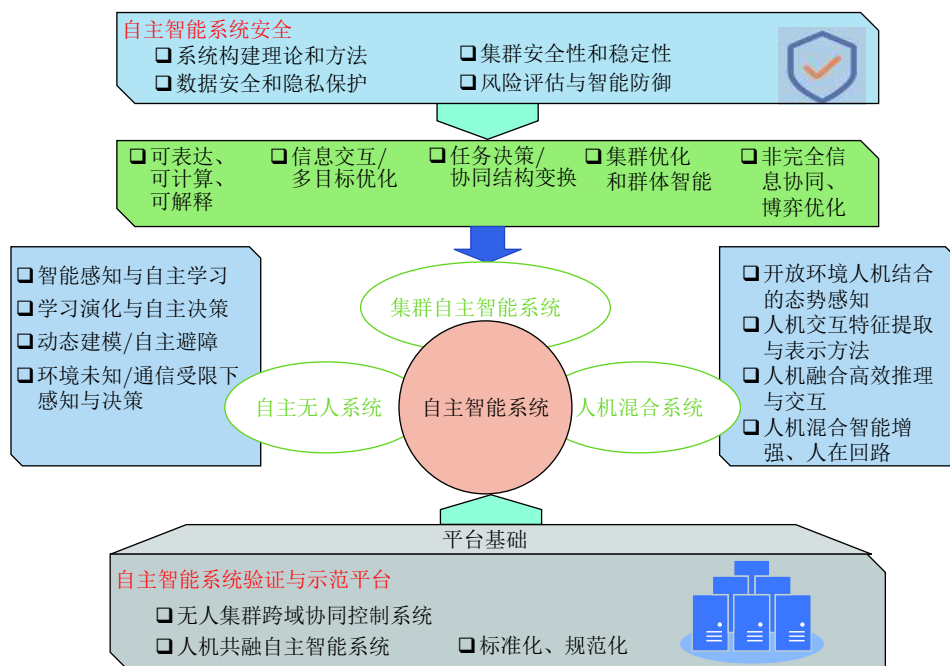 自主智能系统安全
❑系统构建理论和方法
❑集群安全性和稳定性
❑数据安全和隐私保护
❑风险评估与智能防御
❑可表达、
可计算、
可解释
❑信息交互/
多目标优化
❑任务决策/
协同结构变换
❑集群优化
和群体智能
❑非完全信
息协同、
博弈优化
❑智能感知与自主学习
❑学习演化与自主决策
❑动态建模/自主避障
❑环境未知/通信受限下
感知与决策
集群自主智能系统
自主无人系统
自主智能系统
人机混合系统
❑开放环境人机结合
的态势感知
❑人机交互特征提取
与表示方法
❑人机融合高效推理
与交互
❑人机混合智能增
强、人在回路
平台基础
自主智能系统验证与示范平台
❑无人集群跨域协同控制系统
❑人机共融自主智能系统
❑标准化、规范化